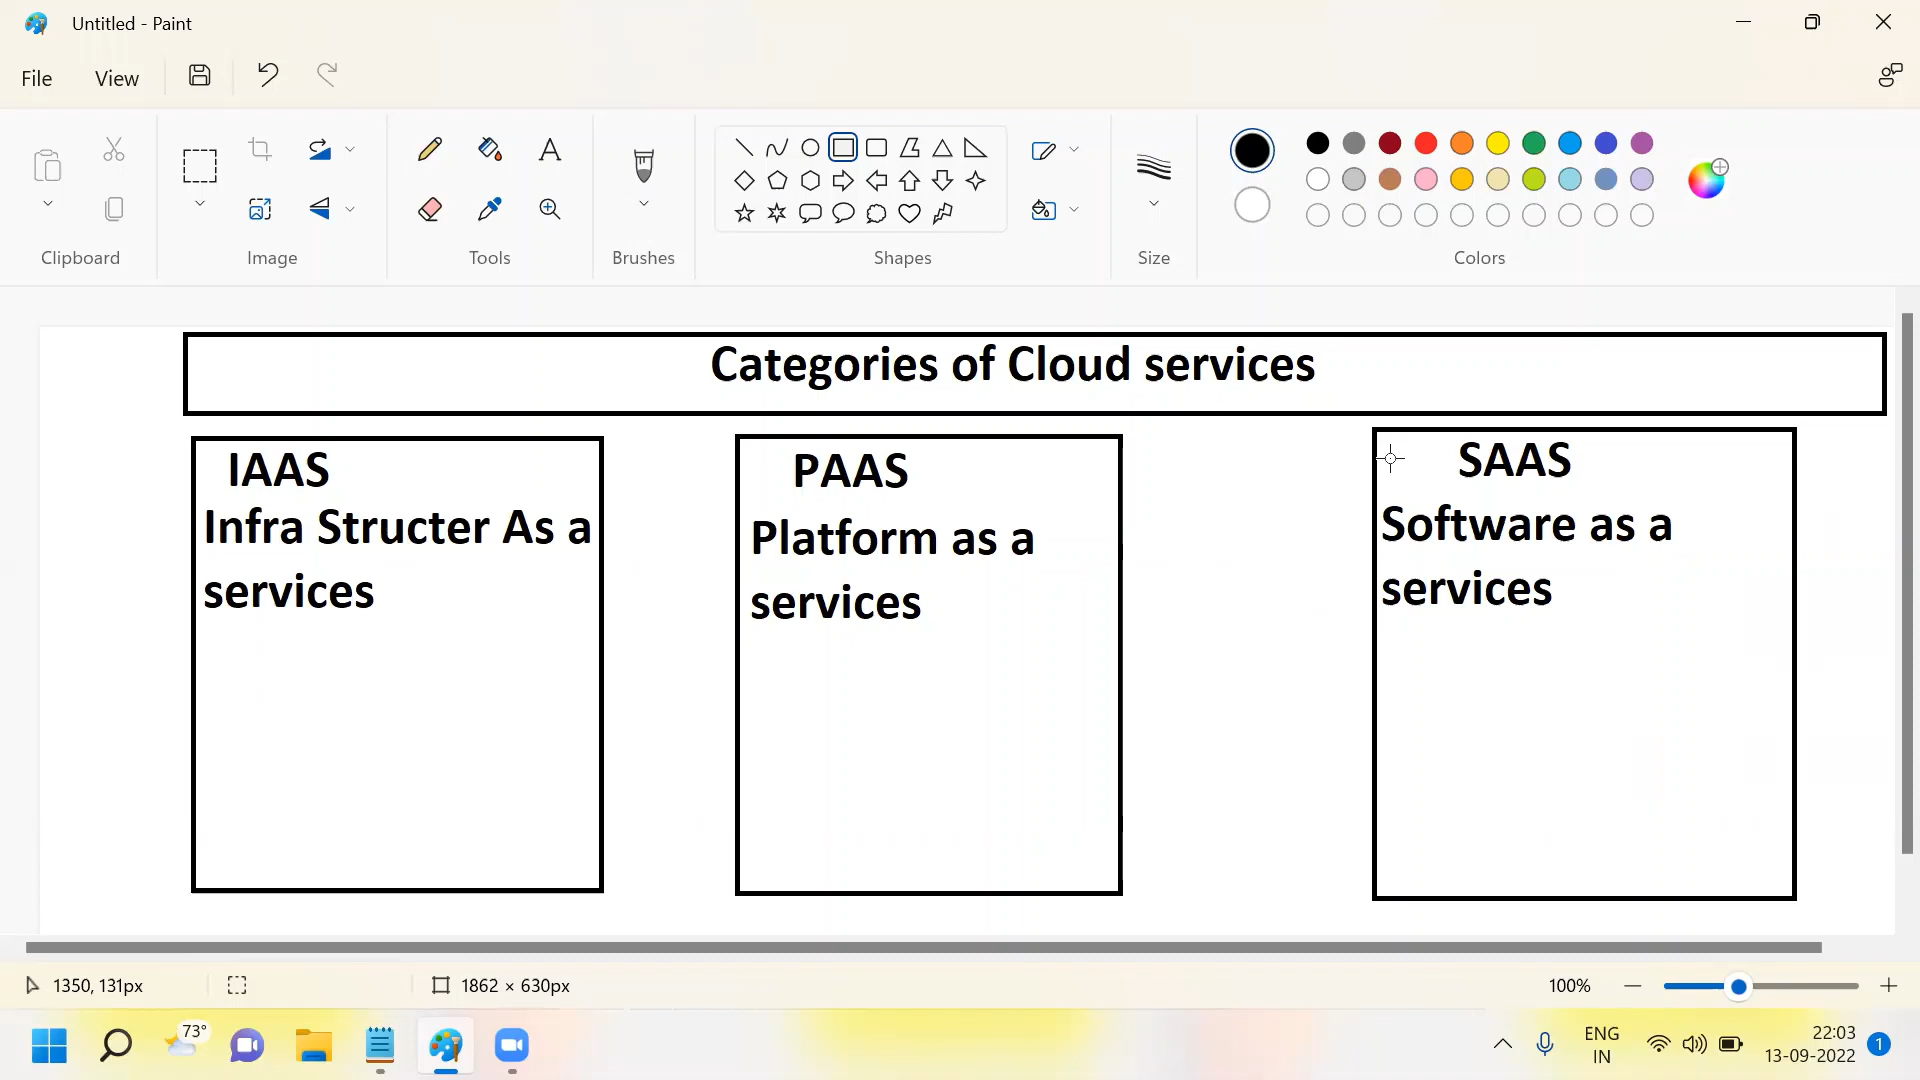 Untitled - Paint
File
View
Clipboard
Image
Tools
Brushes
Shapes
Size
Colors
Categories of Cloud services
IAAS
Infra Structer As a
services
PAAS
Platform as a
services
SAAS
Software as a
services
1350, 131px
1862 × 630px
100%
73°
ENG
IN
22:03
13-09-2022
1